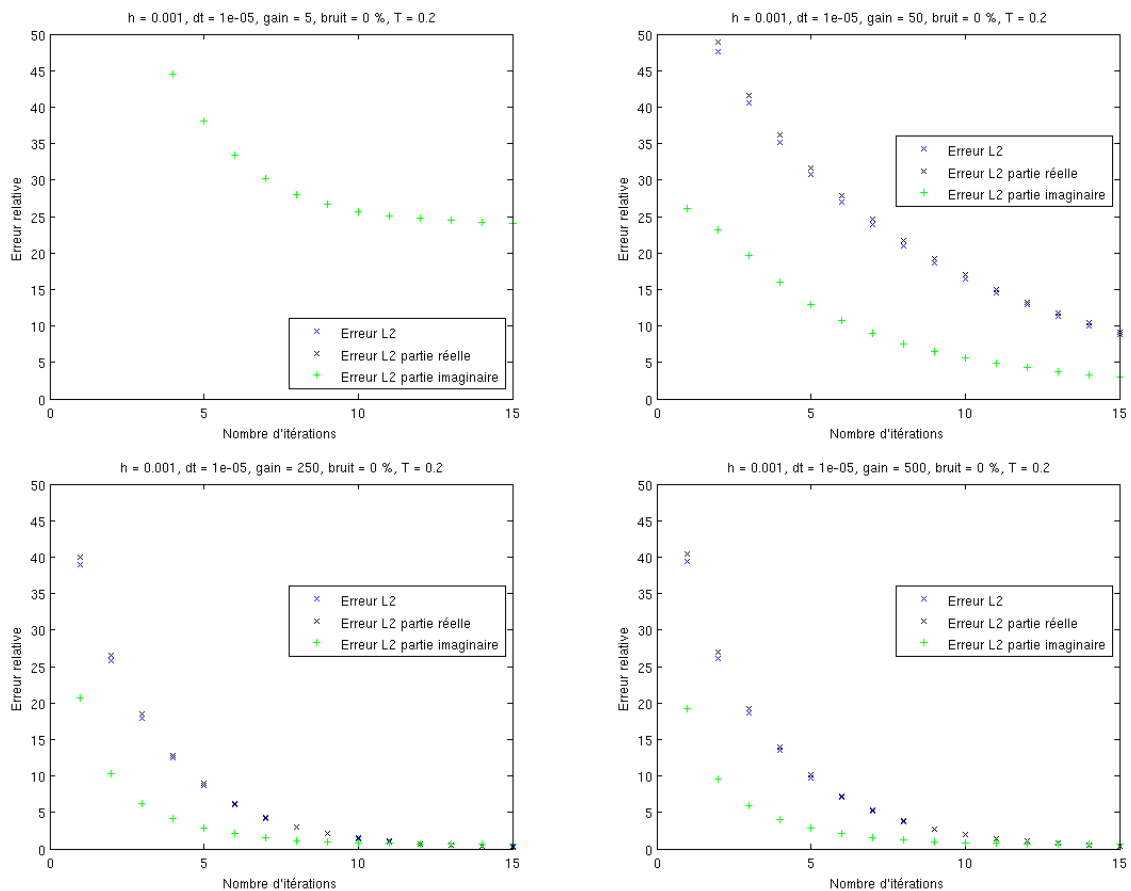 h = 0.001, dt = 1e-05, gain = 5, bruit = 0 %, T = 0.2
50
45
40
35
30
25
20
15
10
5
0
Erreur relative
Erreur L2
Erreur L2 partie réelle
Erreur L2 partie imaginaire
0
5
10
15
Nombre d'itérations
h = 0.001, dt = 1e-05, gain = 50, bruit = 0 %, T = 0.2
50
45
40
35
30
25
20
15
10
5
0
Erreur relative
Erreur L2
Erreur L2 partie réelle
Erreur L2 partie imaginaire
0
5
10
15
Nombre d'itérations
h = 0.001, dt = 1e-05, gain = 250, bruit = 0 %, T = 0.2
50
45
40
35
30
25
20
15
10
5
0
Erreur relative
Erreur L2
Erreur L2 partie réelle
Erreur L2 partie imaginaire
0
5
10
15
Nombre d'itérations
h = 0.001, dt = 1e-05, gain = 500, bruit = 0 %, T = 0.2
50
45
40
35
30
25
20
15
10
5
0
Erreur relative
Erreur L2
Erreur L2 partie réelle
Erreur L2 partie imaginaire
0
5
10
15
Nombre d'itérations